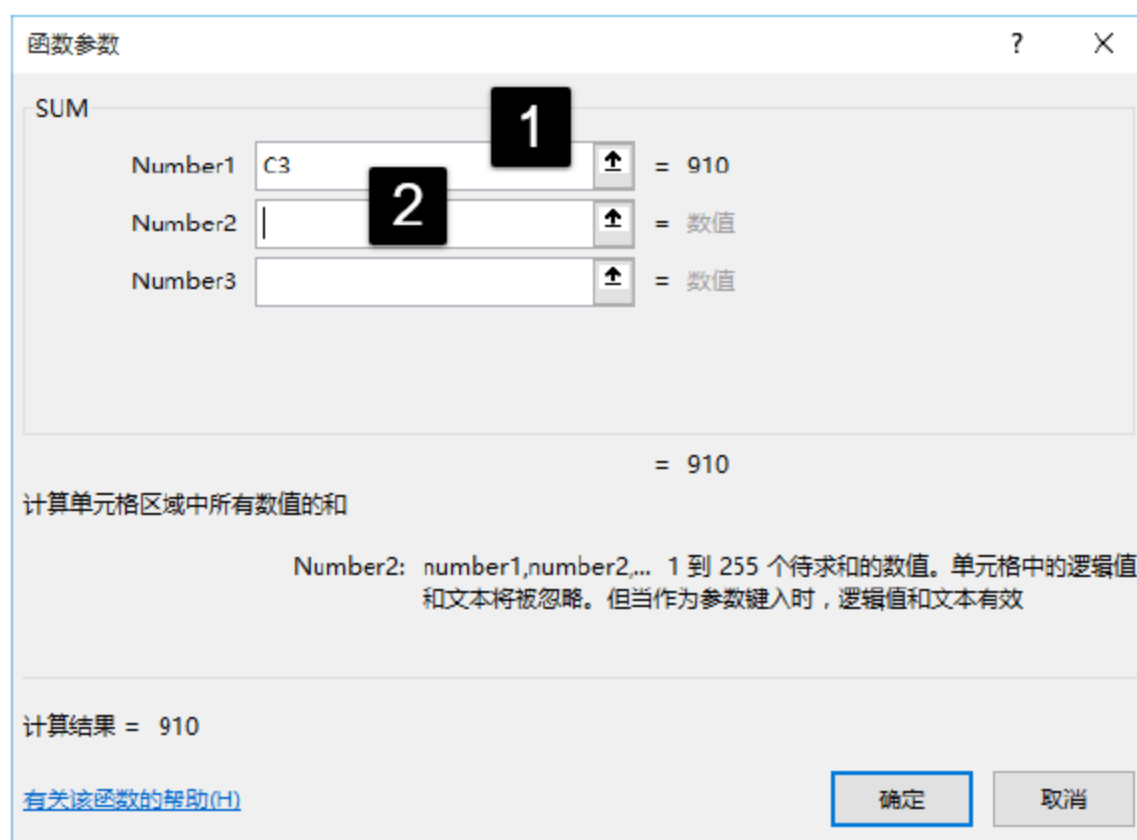 函数参数 ? ×
SUM
1
Number1 C3 = 910
2
Number2 = 数值
Number3 = 数值
= 910
计算单元格区域中所有数值的和
Number2: number1,number2,... 1 到 255 个待求和的数值。单元格中的逻辑值
和文本将被忽略。但当作为参数键入时，逻辑值和文本有效
计算结果 = 910
有关该函数的帮助(H) 确定 取消